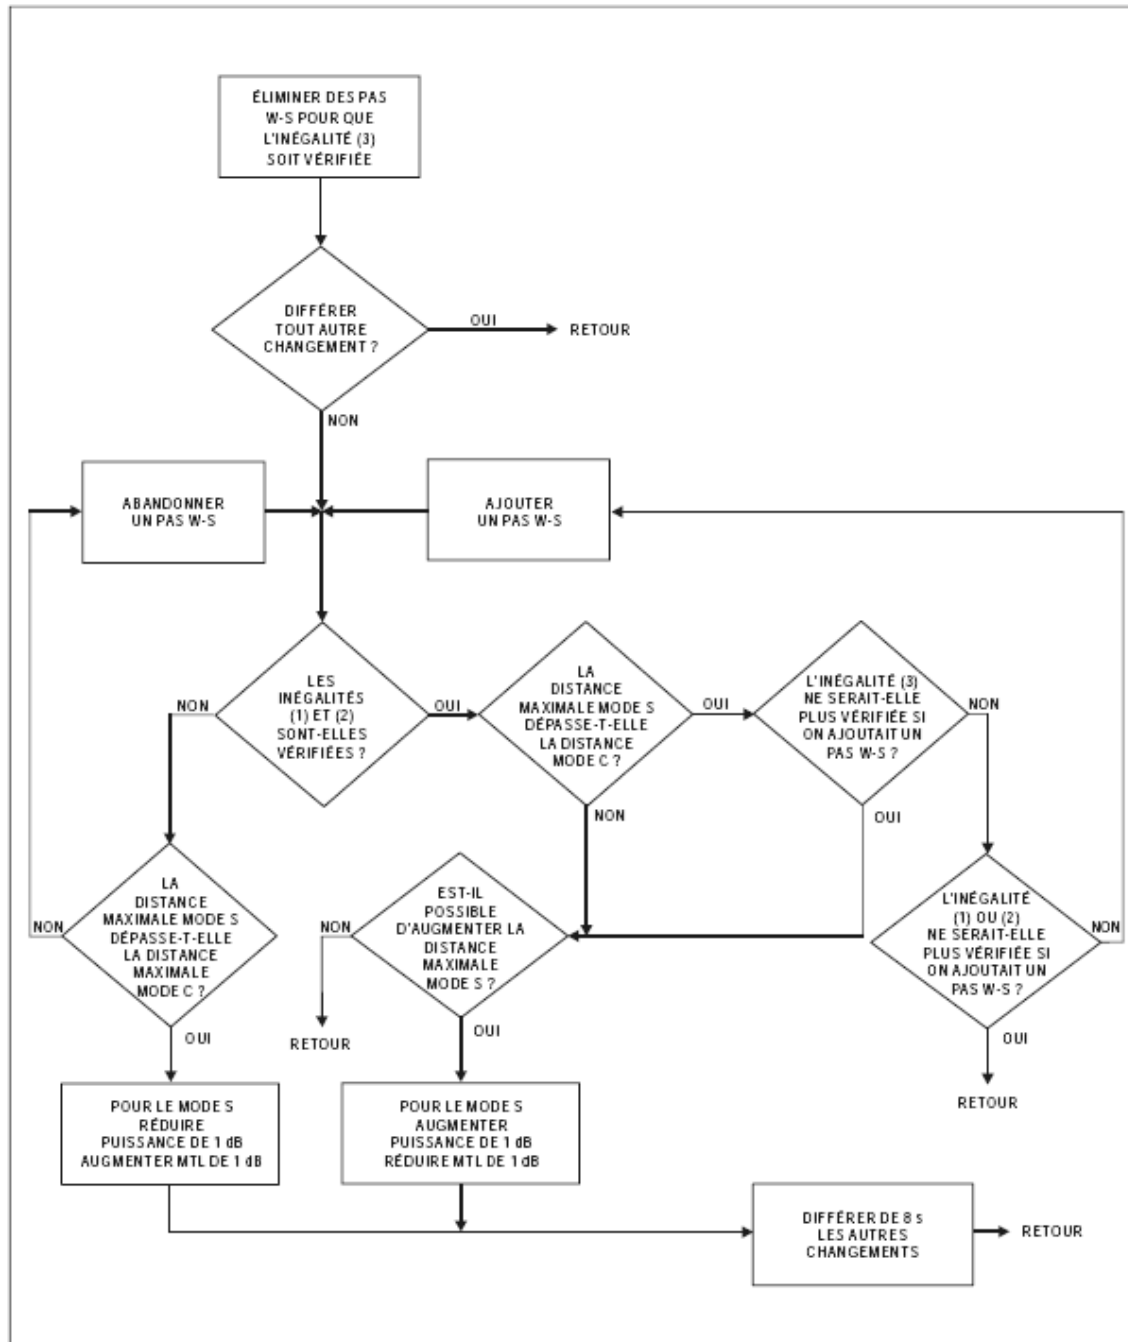 ÉLIMINER DES PAS
W-S POUR QUE
L'INÉGALITÉ (3)
SOIT VÉRIFIÉE
DIFFÉRER
TOUT AUTRE
CHANGEMENT ?
OUI
RETOUR
NON
ABANDONNER
UN PAS W-S
AJOUTER
UN PAS W-S
LES
INÉGALITÉS
(1) ET (2)
SONT-ELLES
VÉRIFIÉES ?
NON
OUI
LA
DISTANCE
MAXIMALE MODE S
DÉPASSE-T-ELLE
LA DISTANCE
MODE C ?
OUI
NON
L'INÉGALITÉ (3)
NE SERAIT-ELLE
PLUS VÉRIFIÉE SI
ON AJOUTAIT UN
PAS W-S ?
NON
OUI
LA
DISTANCE
MAXIMALE MODE S
DÉPASSE-T-ELLE
LA DISTANCE
MAXIMALE
MODE C ?
NON
OUI
EST-IL
POSSIBLE
D'AUGMENTER LA
DISTANCE
MAXIMALE
MODE S ?
NON
RETOUR
OUI
L'INÉGALITÉ
(1) OU (2)
NE SERAIT-ELLE
PLUS VÉRIFIÉE SI
ON AJOUTAIT UN
PAS W-S ?
NON
OUI
RETOUR
POUR LE MODE S
RÉDUIRE
PUISSANCE DE 1 dB
AUGMENTER MTL DE 1 dB
POUR LE MODE S
AUGMENTER
PUISSANCE DE 1 dB
RÉDUIRE MTL DE 1 dB
DIFFÉRER DE 8 s
LES AUTRES
CHANGEMENTS
RETOUR